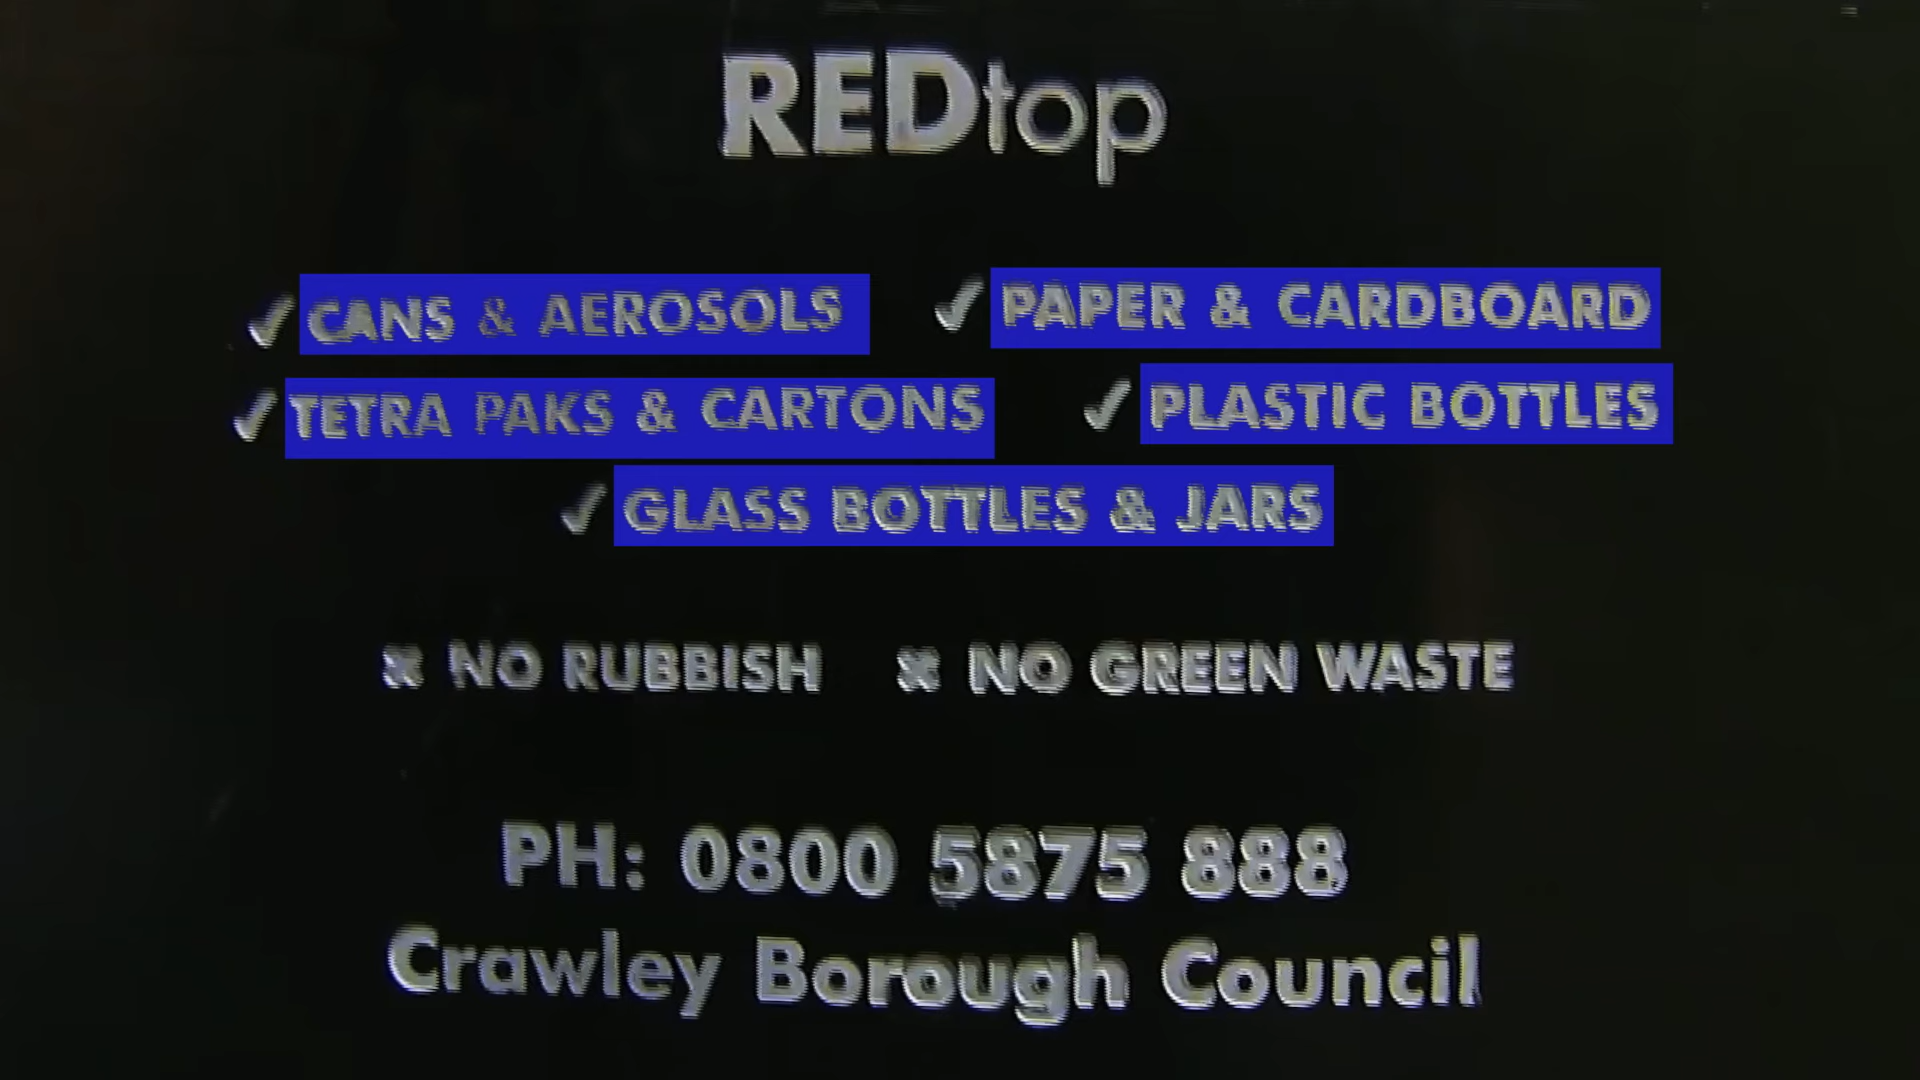 REDtop
✓ CANS & AEROSOLS ✓ PAPER & CARDBOARD
✓ TETRA PAKS & CARTONS ✓ PLASTIC BOTTLES
✓ GLASS BOTTLES & JARS
✖ NO RUBBISH ✖ NO GREEN WASTE
PH: 0800 5875 888
Crawley Borough Council